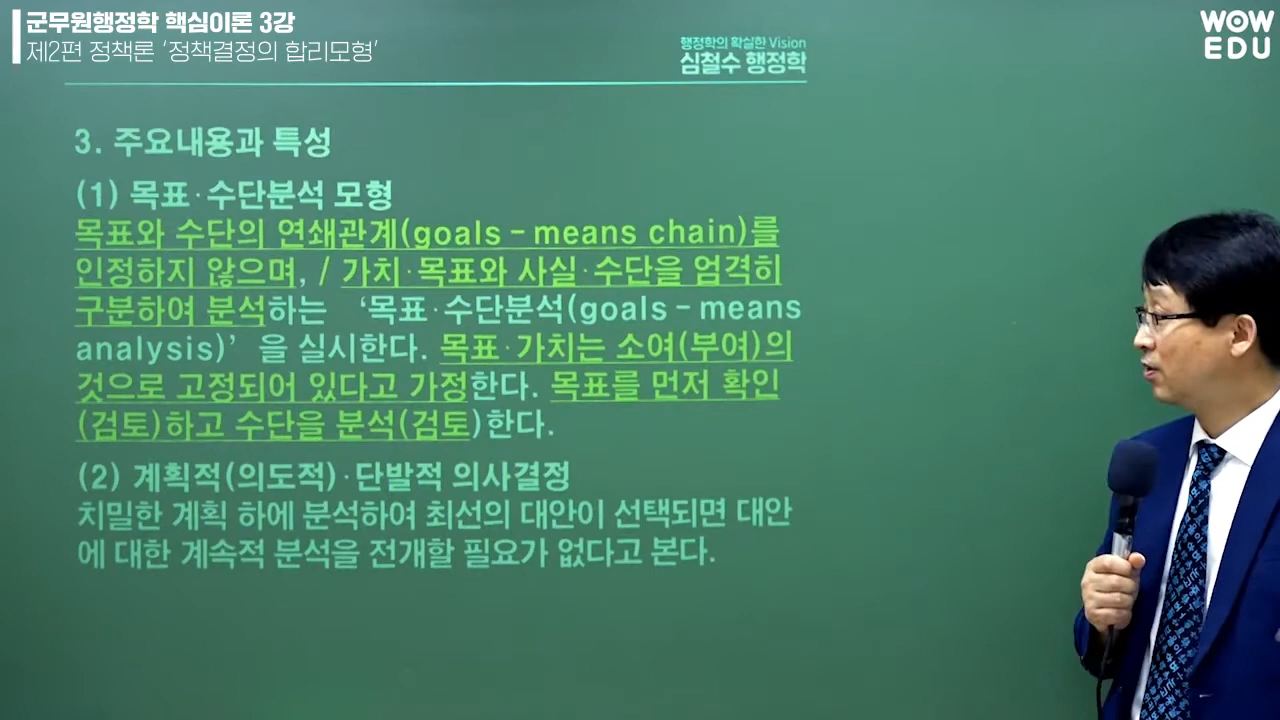 군무원행정학 핵심이론 3강
제2편 정책론 ‘정책결정의 합리모형’
WOW
EDU
행정학의 확실한 Vision
심철수 행정학
3. 주요내용과 특성
(1) 목표·수단분석 모형
목표와 수단의 연쇄관계(goals-means chain)를
인정하지 않으며, / 가치·목표와 사실·수단을 엄격히
구분하여 분석하는 ‘목표·수단분석(goals-means
analysis)’을 실시한다. 목표·가치는 소여(부여)의
것으로 고정되어 있다고 가정한다. 목표를 먼저 확인
(검토)하고 수단을 분석(검토)한다.
(2) 계획적(의도적)·단발적 의사결정
치밀한 계획 하에 분석하여 최선의 대안이 선택되면 대안
에 대한 계속적 분석을 전개할 필요가 없다고 본다.